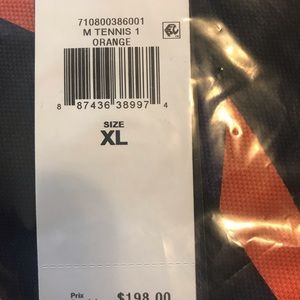 710800386001
M TENNIS 1
ORANGE
8 87436 38997 4
SIZE
XL
Prix
$198.00